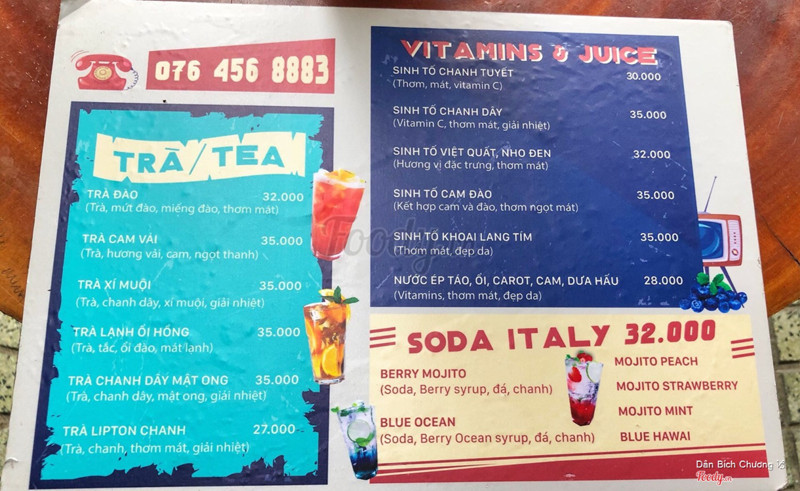 076 456 8883
TRÀ/TEA
TRÀ ĐÀO 32.000
(Trà, mứt đào, miếng đào, thơm mát)
TRÀ CAM VẢI 35.000
(Trà, hương vải, cam, ngọt thanh)
TRÀ XÍ MUỘI 35.000
(Trà, chanh dây, xí muội, giải nhiệt)
TRÀ LẠNH ỔI HỒNG 35.000
(Trà, tắc, ổi đào, mát lạnh)
TRÀ CHANH DÂY MẬT ONG 35.000
(Trà, chanh dây, mật ong, giải nhiệt)
TRÀ LIPTON CHANH 27.000
(Trà, chanh, thơm mát, giải nhiệt)
VITAMINS & JUICE
SINH TỐ CHANH TUYẾT 30.000
(Thơm, mát, vitamin C)
SINH TỐ CHANH DÂY 35.000
(Vitamin C, thơm mát, giải nhiệt)
SINH TỐ VIỆT QUẤT, NHO ĐEN 32.000
(Hương vị đặc trưng, thơm mát)
SINH TỐ CAM ĐÀO 35.000
(Kết hợp cam và đào, thơm ngọt mát)
SINH TỐ KHOAI LANG TÍM 35.000
(Thơm mát, đẹp da)
NƯỚC ÉP TÁO, ỔI, CAROT, CAM, DƯA HẤU 28.000
(Vitamins, thơm mát, đẹp da)
SODA ITALY 32.000
BERRY MOJITO
(Soda, Berry syrup, đá, chanh)
BLUE OCEAN
(Soda, Berry Ocean syrup, đá, chanh)
MOJITO PEACH
MOJITO STRAWBERRY
MOJITO MINT
BLUE HAWAI
Foody
Dân Bích Chương
Foody.vn